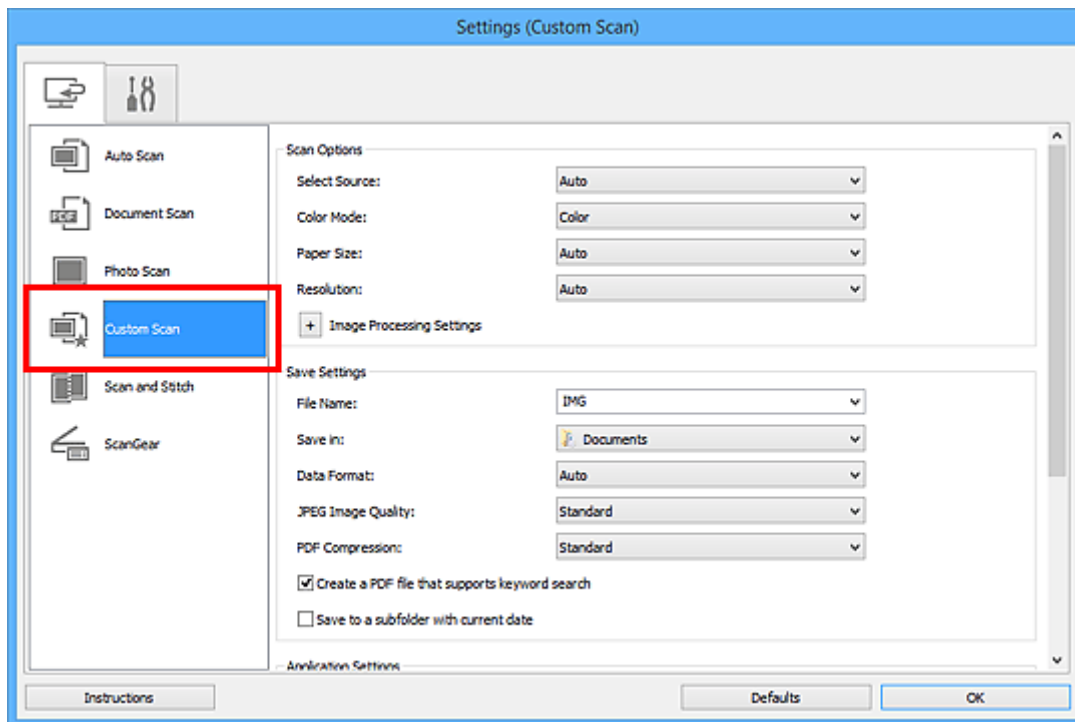 Settings (Custom Scan)
Auto Scan
Document Scan
Photo Scan
Custom Scan
Scan and Stitch
ScanGear
Scan Options
Select Source: Auto
Color Mode: Color
Paper Size: Auto
Resolution: Auto
+ Image Processing Settings
Save Settings
File Name: IMG
Save in: Documents
Data Format: Auto
JPEG Image Quality: Standard
PDF Compression: Standard
Create a PDF file that supports keyword search
Save to a subfolder with current date
Application Settings
Instructions Defaults OK